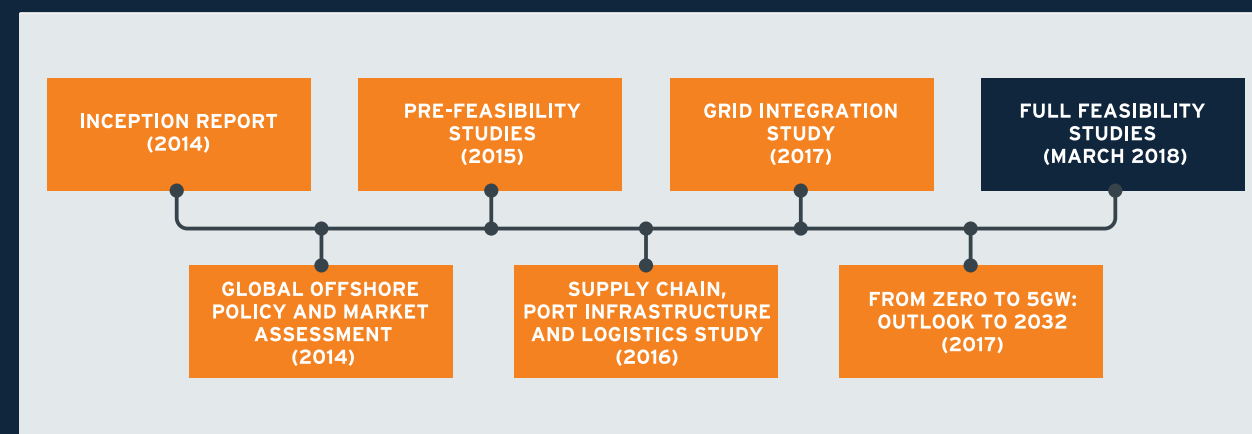 INCEPTION REPORT
(2014)
PRE-FEASIBILITY
STUDIES
(2015)
GRID INTEGRATION
STUDY
(2017)
FULL FEASIBILITY
STUDIES
(MARCH 2018)
GLOBAL OFFSHORE
POLICY AND MARKET
ASSESSMENT
(2014)
SUPPLY CHAIN,
PORT INFRASTRUCTURE
AND LOGISTICS STUDY
(2016)
FROM ZERO TO 5GW:
OUTLOOK TO 2032
(2017)